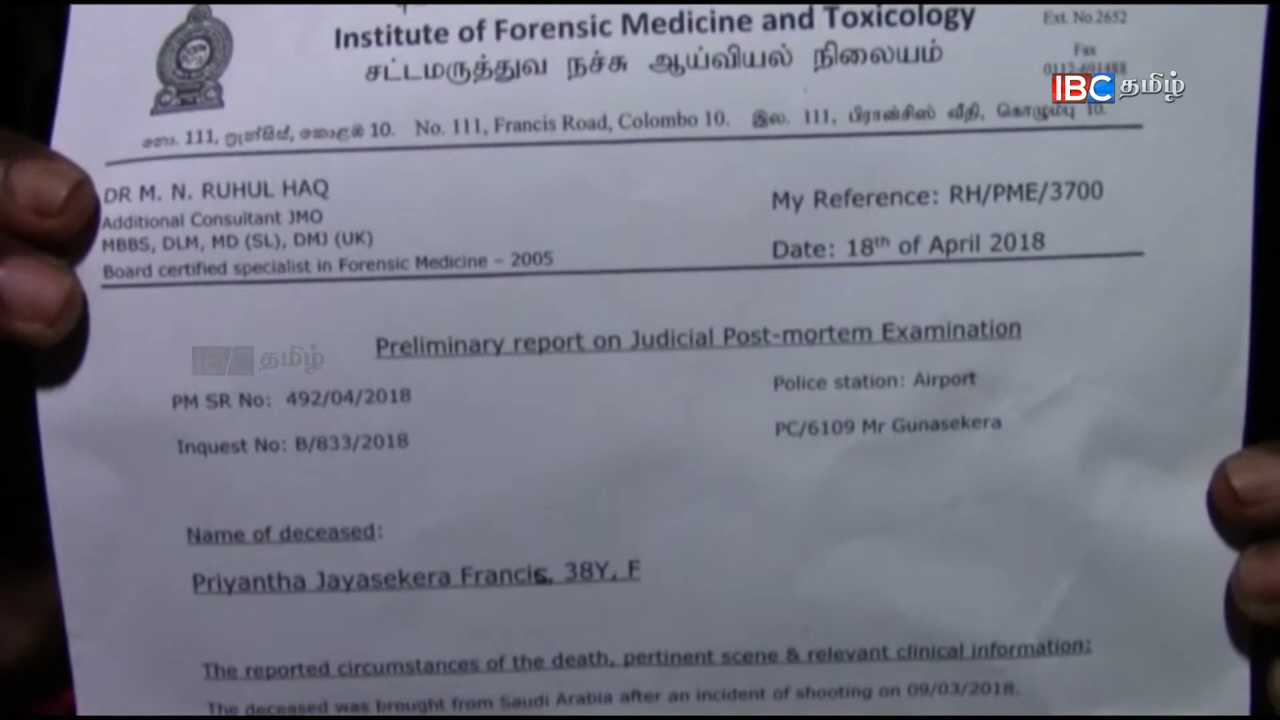 Institute of Forensic Medicine and Toxicology
Ext. No.2652
சட்டமருத்துவ நச்சு ஆய்வியல் நிலையம்
Fax
IBC தமிழ்
10. No. 111, Francis Road, Colombo 10. இல. 111, பிரான்சிஸ் வீதி, கொழும்பு 10.
DR M. N. RUHUL HAQ
Additional Consultant JMO
MBBS, DLM, MD (SL), DMJ (UK)
Board certified specialist in Forensic Medicine – 2005
My Reference: RH/PME/3700
Date: 18th of April 2018
Preliminary report on Judicial Post-mortem Examination
தமிழ்
PM SR No: 492/04/2018
Inquest No: B/833/2018
Police station: Airport
PC/6109 Mr Gunasekera
Name of deceased:
Priyantha Jayasekera Francis, 38Y, F
The reported circumstances of the death, pertinent scene & relevant clinical information:
The deceased was brought from Saudi Arabia after an incident of shooting on 09/03/2018.